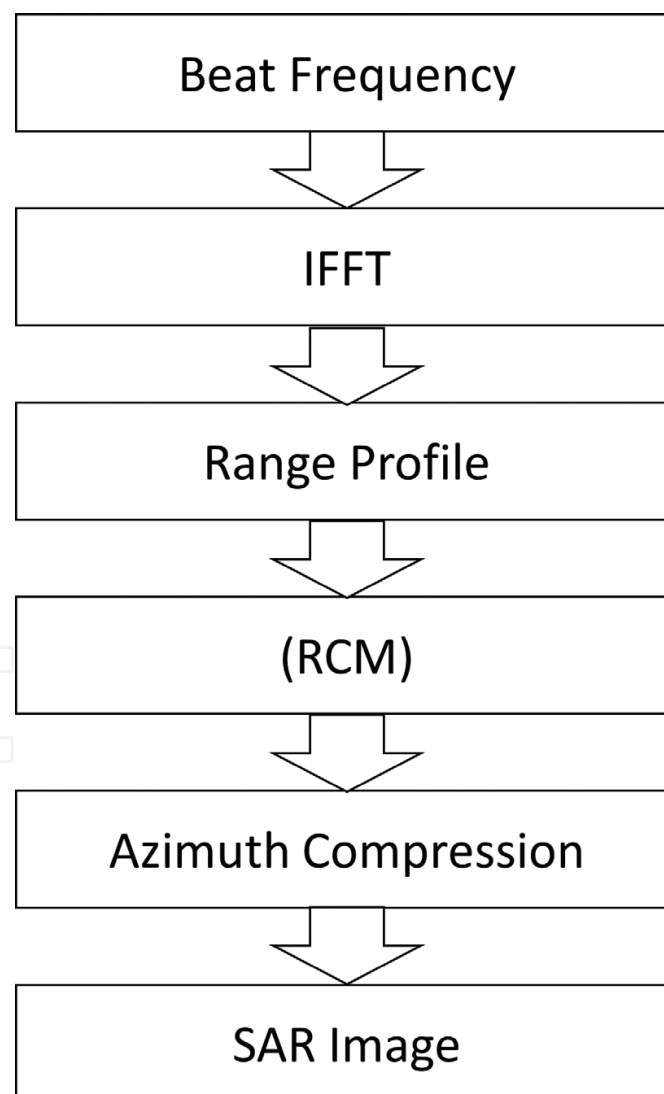 Beat Frequency
IFFT
Range Profile
(RCM)
Azimuth Compression
SAR Image